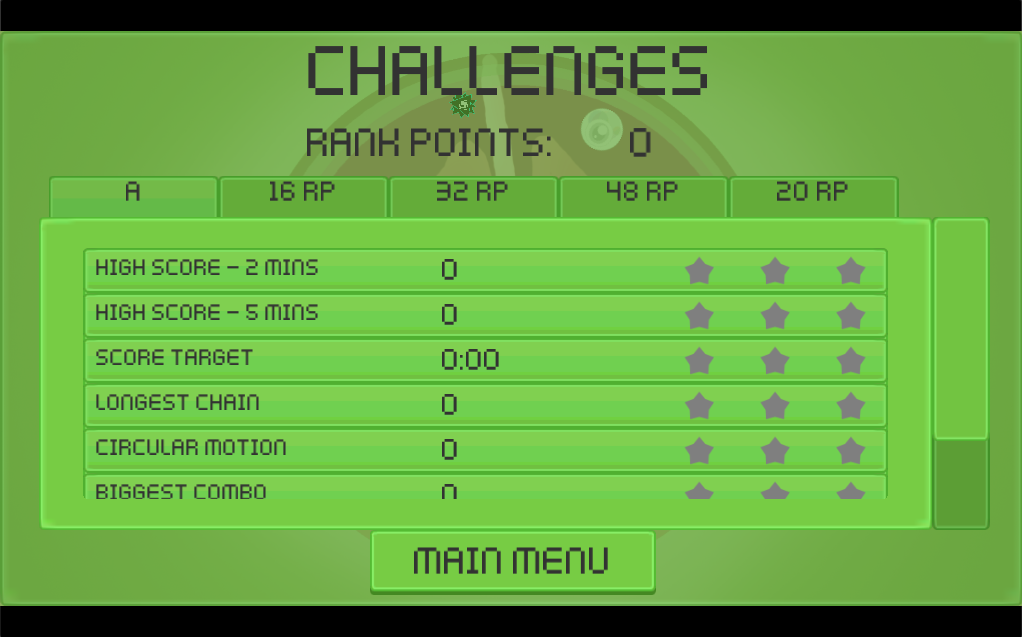 CHALLENGES
RANK POINTS: 0
A 16 RP 32 RP 48 RP 20 RP
HIGH SCORE - 2 MINS 0
HIGH SCORE - 5 MINS 0
SCORE TARGET 0:00
LONGEST CHAIN 0
CIRCULAR MOTION 0
BIGGEST COMBO 0
MAIN MENU